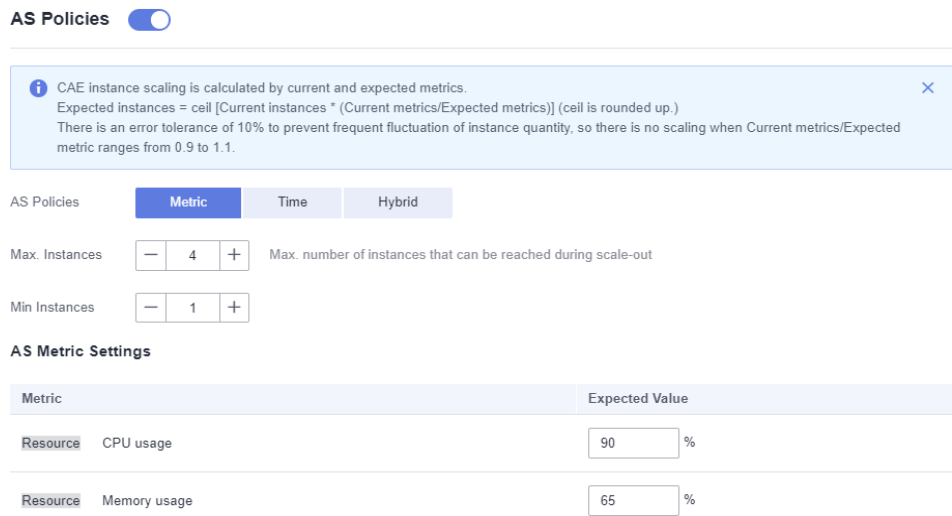 AS Policies
CAE instance scaling is calculated by current and expected metrics.
Expected instances = ceil [Current instances * (Current metrics/Expected metrics)] (ceil is rounded up.)
There is an error tolerance of 10% to prevent frequent fluctuation of instance quantity, so there is no scaling when Current metrics/Expected
metric ranges from 0.9 to 1.1.
AS Policies Metric Time Hybrid
Max. Instances 4 Max. number of instances that can be reached during scale-out
Min Instances 1
AS Metric Settings
Metric Expected Value
Resource CPU usage 90 %
Resource Memory usage 65 %